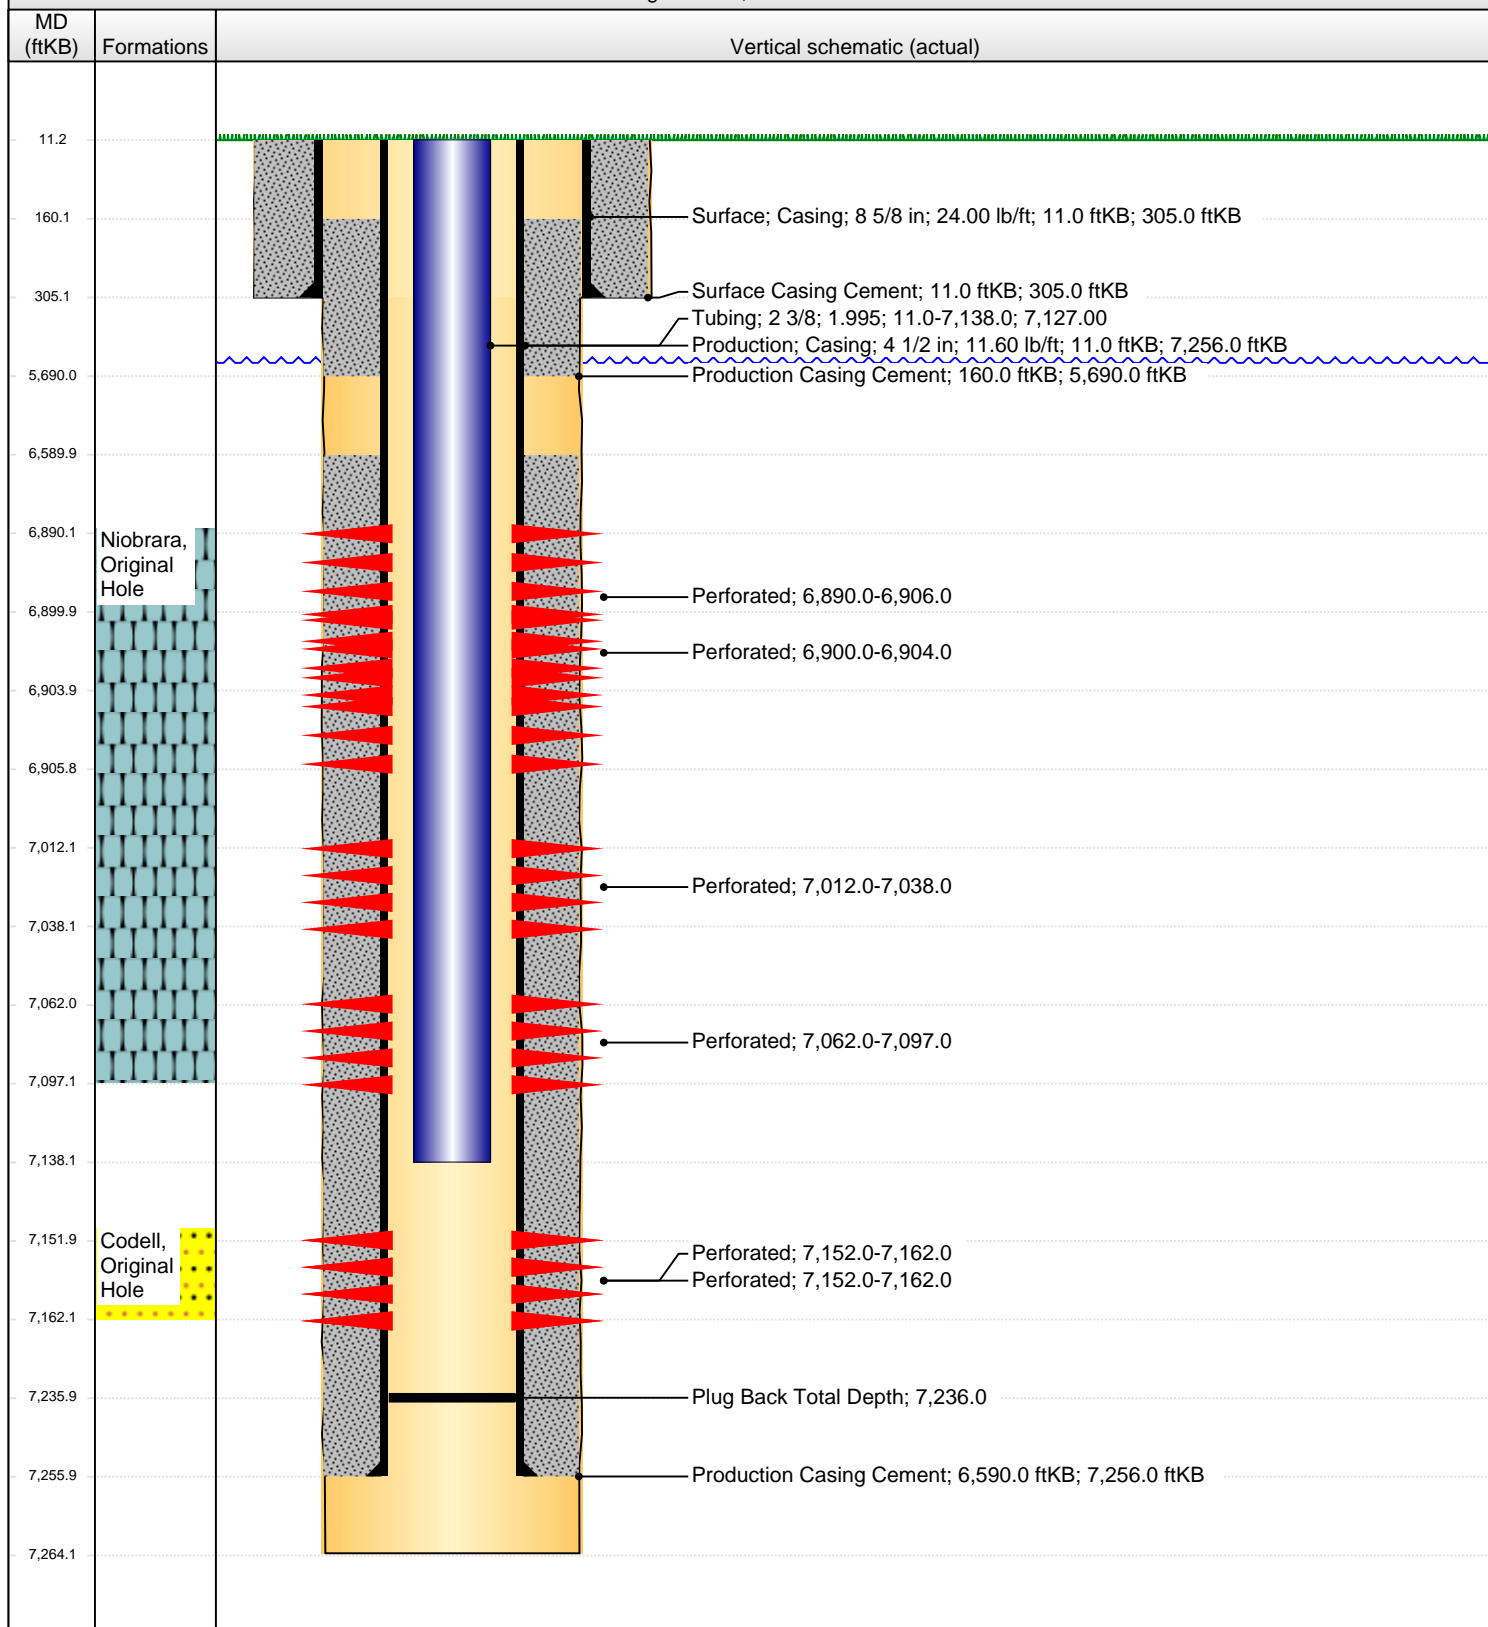 MD
(ftKB)
Formations
Vertical schematic (actual)
11.2
160.1
Surface; Casing; 8 5/8 in; 24.00 lb/ft; 11.0 ftKB; 305.0 ftKB
305.1
Surface Casing Cement; 11.0 ftKB; 305.0 ftKB
Tubing; 2 3/8; 1.995; 11.0-7,138.0; 7,127.00
Production; Casing; 4 1/2 in; 11.60 lb/ft; 11.0 ftKB; 7,256.0 ftKB
5,690.0
Production Casing Cement; 160.0 ftKB; 5,690.0 ftKB
6,589.9
6,890.1
Niobrara,
Original
Hole
Perforated; 6,890.0-6,906.0
6,899.9
Perforated; 6,900.0-6,904.0
6,903.9
6,905.8
7,012.1
Perforated; 7,012.0-7,038.0
7,038.1
7,062.0
Perforated; 7,062.0-7,097.0
7,097.1
7,138.1
7,151.9
Codell,
Original
Hole
Perforated; 7,152.0-7,162.0
Perforated; 7,152.0-7,162.0
7,162.1
7,235.9
Plug Back Total Depth; 7,236.0
7,255.9
Production Casing Cement; 6,590.0 ftKB; 7,256.0 ftKB
7,264.1